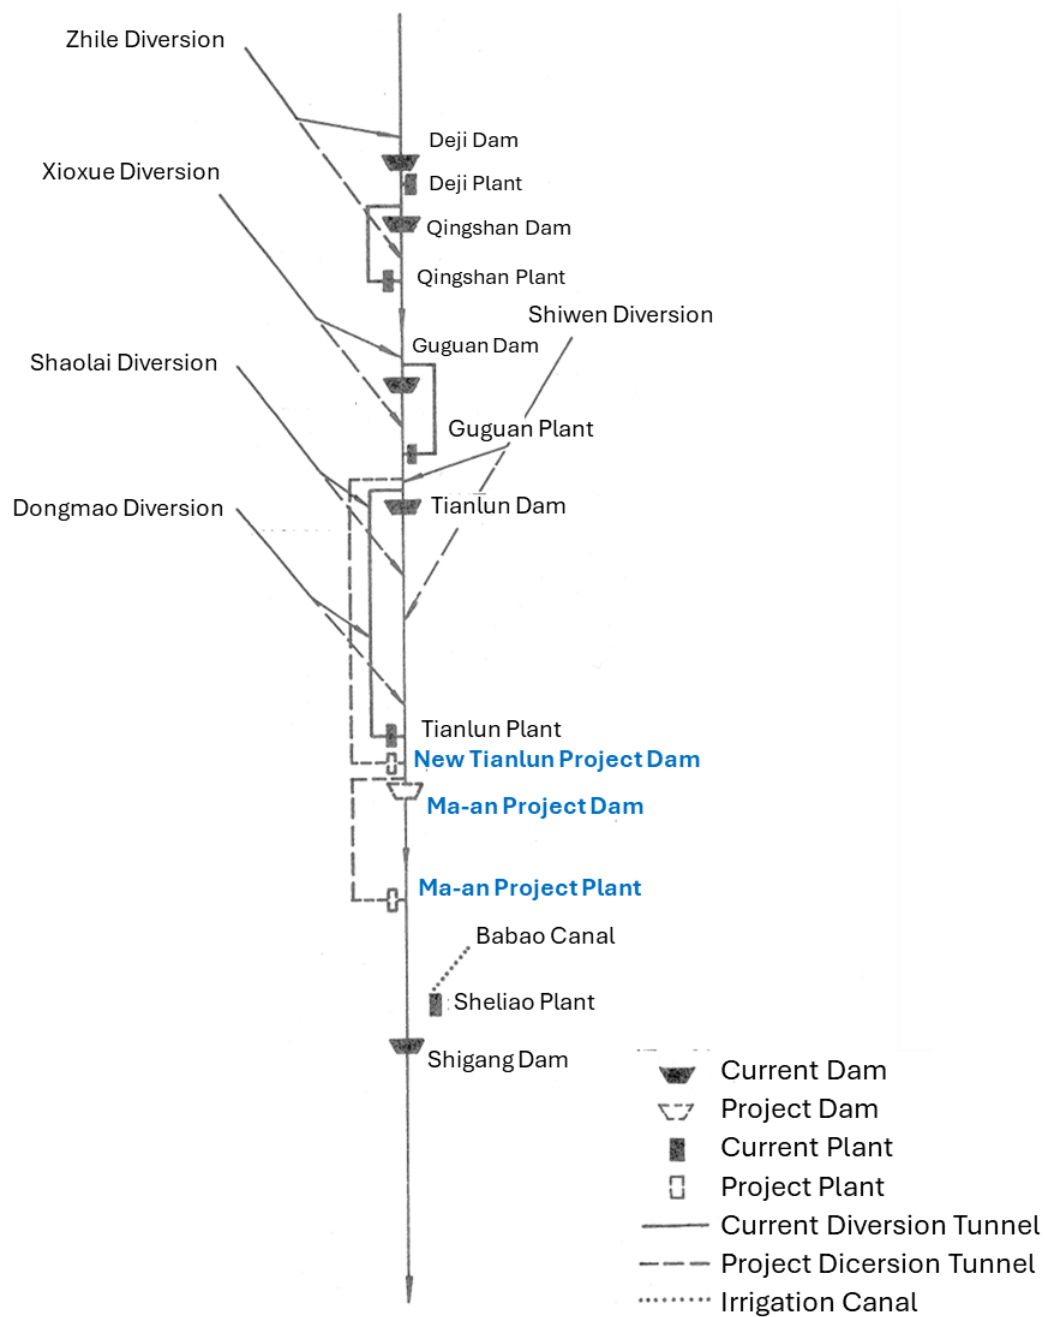 Zhile Diversion
Deji Dam
Xioxue Diversion
Deji Plant
Qingshan Dam
Qingshan Plant
Shiwen Diversion
Guguan Dam
Shaolai Diversion
Guguan Plant
Tianlun Dam
Dongmao Diversion
Tianlun Plant
New Tianlun Project Dam
Ma-an Project Dam
Ma-an Project Plant
Babao Canal
Sheliao Plant
Shigang Dam
Current Dam
Project Dam
Current Plant
Project Plant
Current Diversion Tunnel
Project Dicersion Tunnel
Irrigation Canal